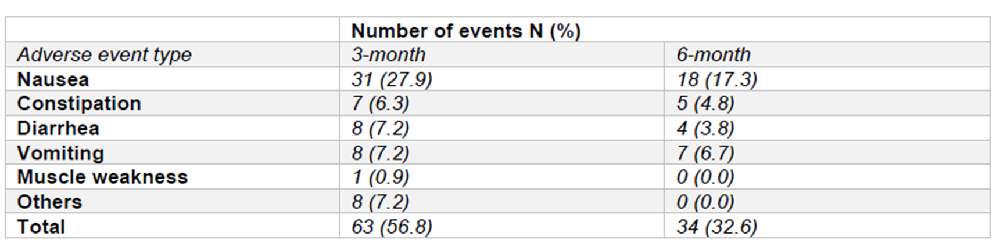 Number of events N (%)
Adverse event type 3-month 6-month
Nausea 31 (27.9) 18 (17.3)
Constipation 7 (6.3) 5 (4.8)
Diarrhea 8 (7.2) 4 (3.8)
Vomiting 8 (7.2) 7 (6.7)
Muscle weakness 1 (0.9) 0 (0.0)
Others 8 (7.2) 0 (0.0)
Total 63 (56.8) 34 (32.6)